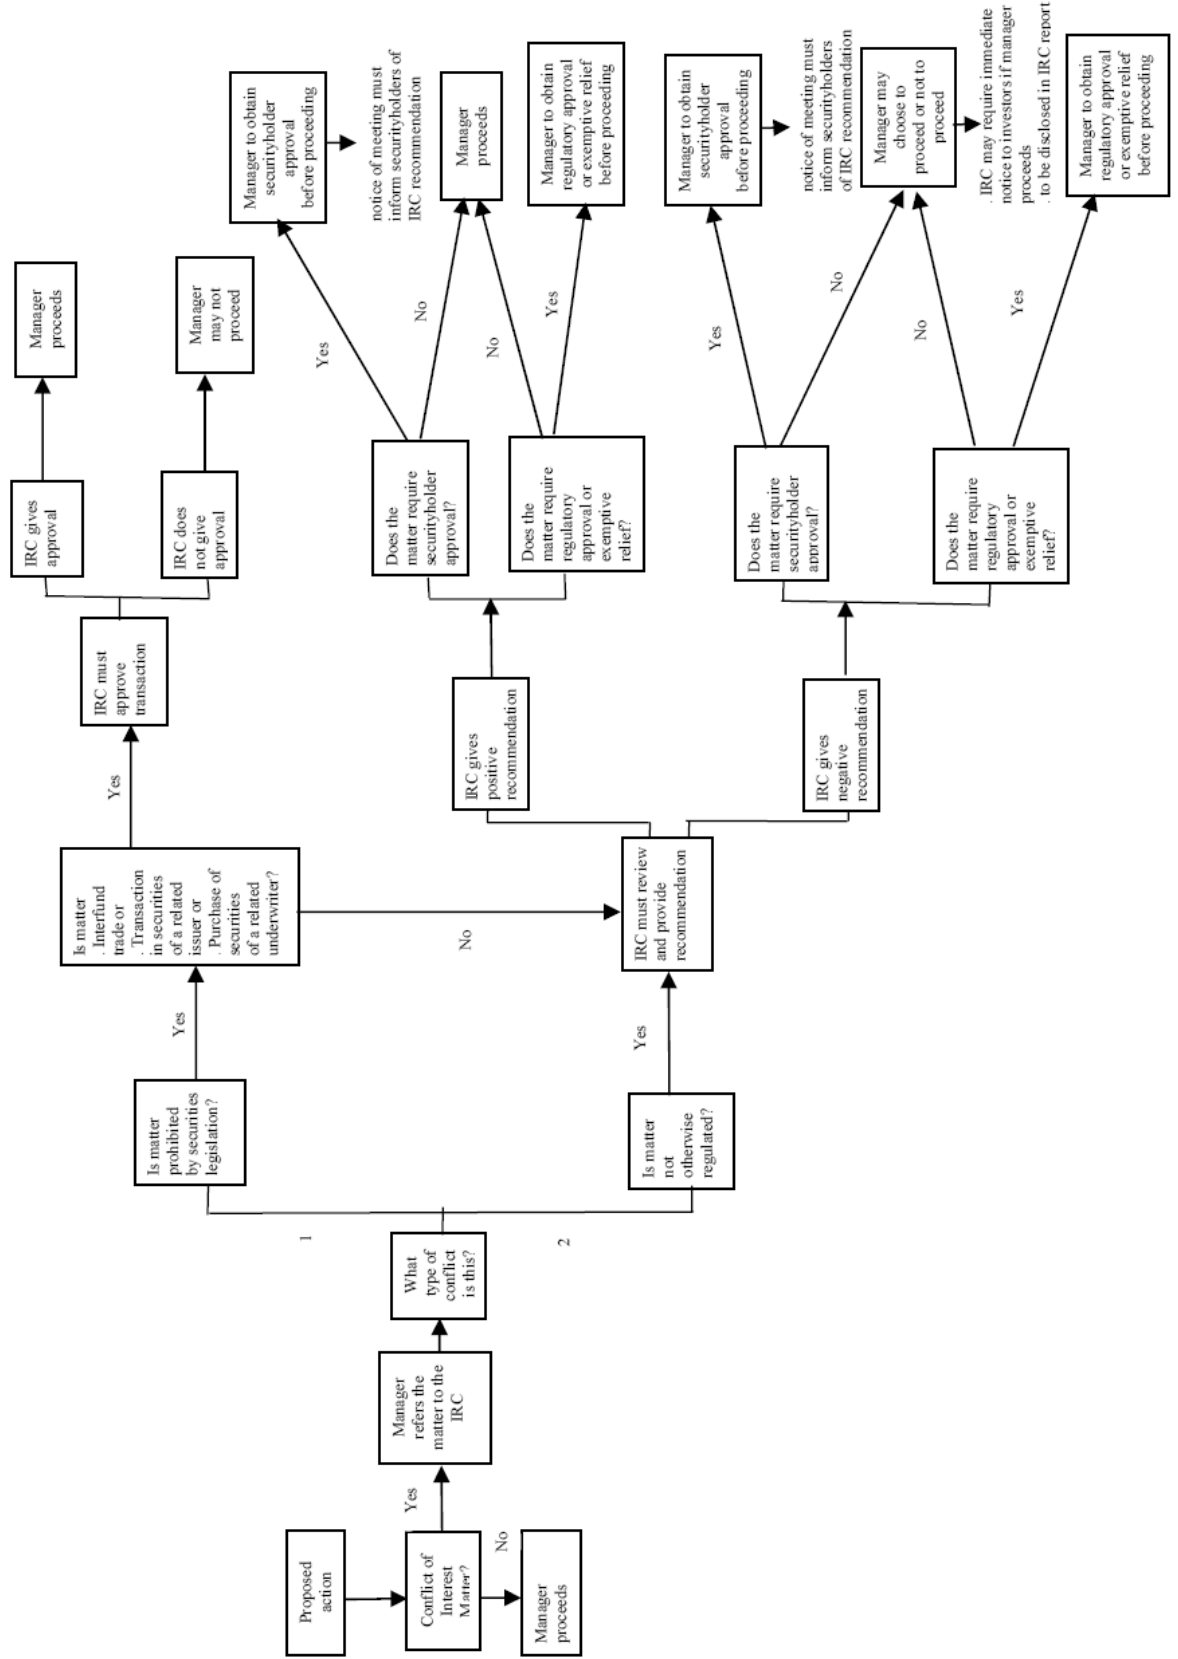 Proposed
action
Conflict of
Interest
Matter?
No
Manager
proceeds
Yes
Manager
refers the
matter to the
IRC
What
type of
conflict
is this?
1
2
Is matter
prohibited
by securities
legislation?
Yes
Is matter
not
otherwise
regulated?
Yes
Is matter
. Interfund
trade or
. Transaction
in securities
of a related
issuer or
. Purchase of
securities
of a related
underwriter?
No
IRC must review
and provide
recommendation
Yes
IRC must
approve
transaction
IRC gives
positive
recommendation
IRC gives
negative
recommendation
IRC gives
approval
IRC does
not give
approval
Does the
matter require
securityholder
approval?
Does the
matter require
regulatory
approval or
exemptive
relief?
Does the
matter require
securityholder
approval?
Does the
matter require
regulatory
approval or
exemptive
relief?
Yes
No
No
Yes
Yes
No
No
Yes
Manager
proceeds
Manager
may not
proceed
Manager to obtain
securityholder
approval
before proceeding
notice of meeting must
inform securityholders of
IRC recommendation
Manager
proceeds
Manager to obtain
regulatory approval
or exemptive relief
before proceeding
Manager to obtain
securityholder
approval
before proceeding
notice of meeting must
inform securityholders
of IRC recommendation
Manager may
choose to
proceed or not to
proceed
. IRC may require immediate
notice to investors if manager
proceeds
. to be disclosed in IRC report
Manager to obtain
regulatory approval
or exemptive relief
before proceeding